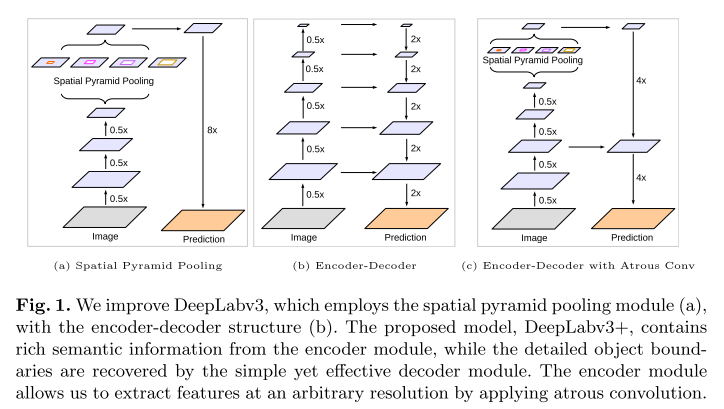 Spatial Pyramid Pooling
0.5x
0.5x
0.5x
8x
Image
Prediction
0.5x
0.5x
0.5x
0.5x
0.5x
2x
2x
2x
2x
2x
Image
Prediction
Spatial Pyramid Pooling
0.5x
0.5x
0.5x
0.5x
4x
4x
Image
Prediction
(a) Spatial Pyramid Pooling
(b) Encoder-Decoder
(c) Encoder-Decoder with Atrous Conv
Fig. 1. We improve DeepLabv3, which employs the spatial pyramid pooling module (a),
with the encoder-decoder structure (b). The proposed model, DeepLabv3+, contains
rich semantic information from the encoder module, while the detailed object bound-
aries are recovered by the simple yet effective decoder module. The encoder module
allows us to extract features at an arbitrary resolution by applying atrous convolution.